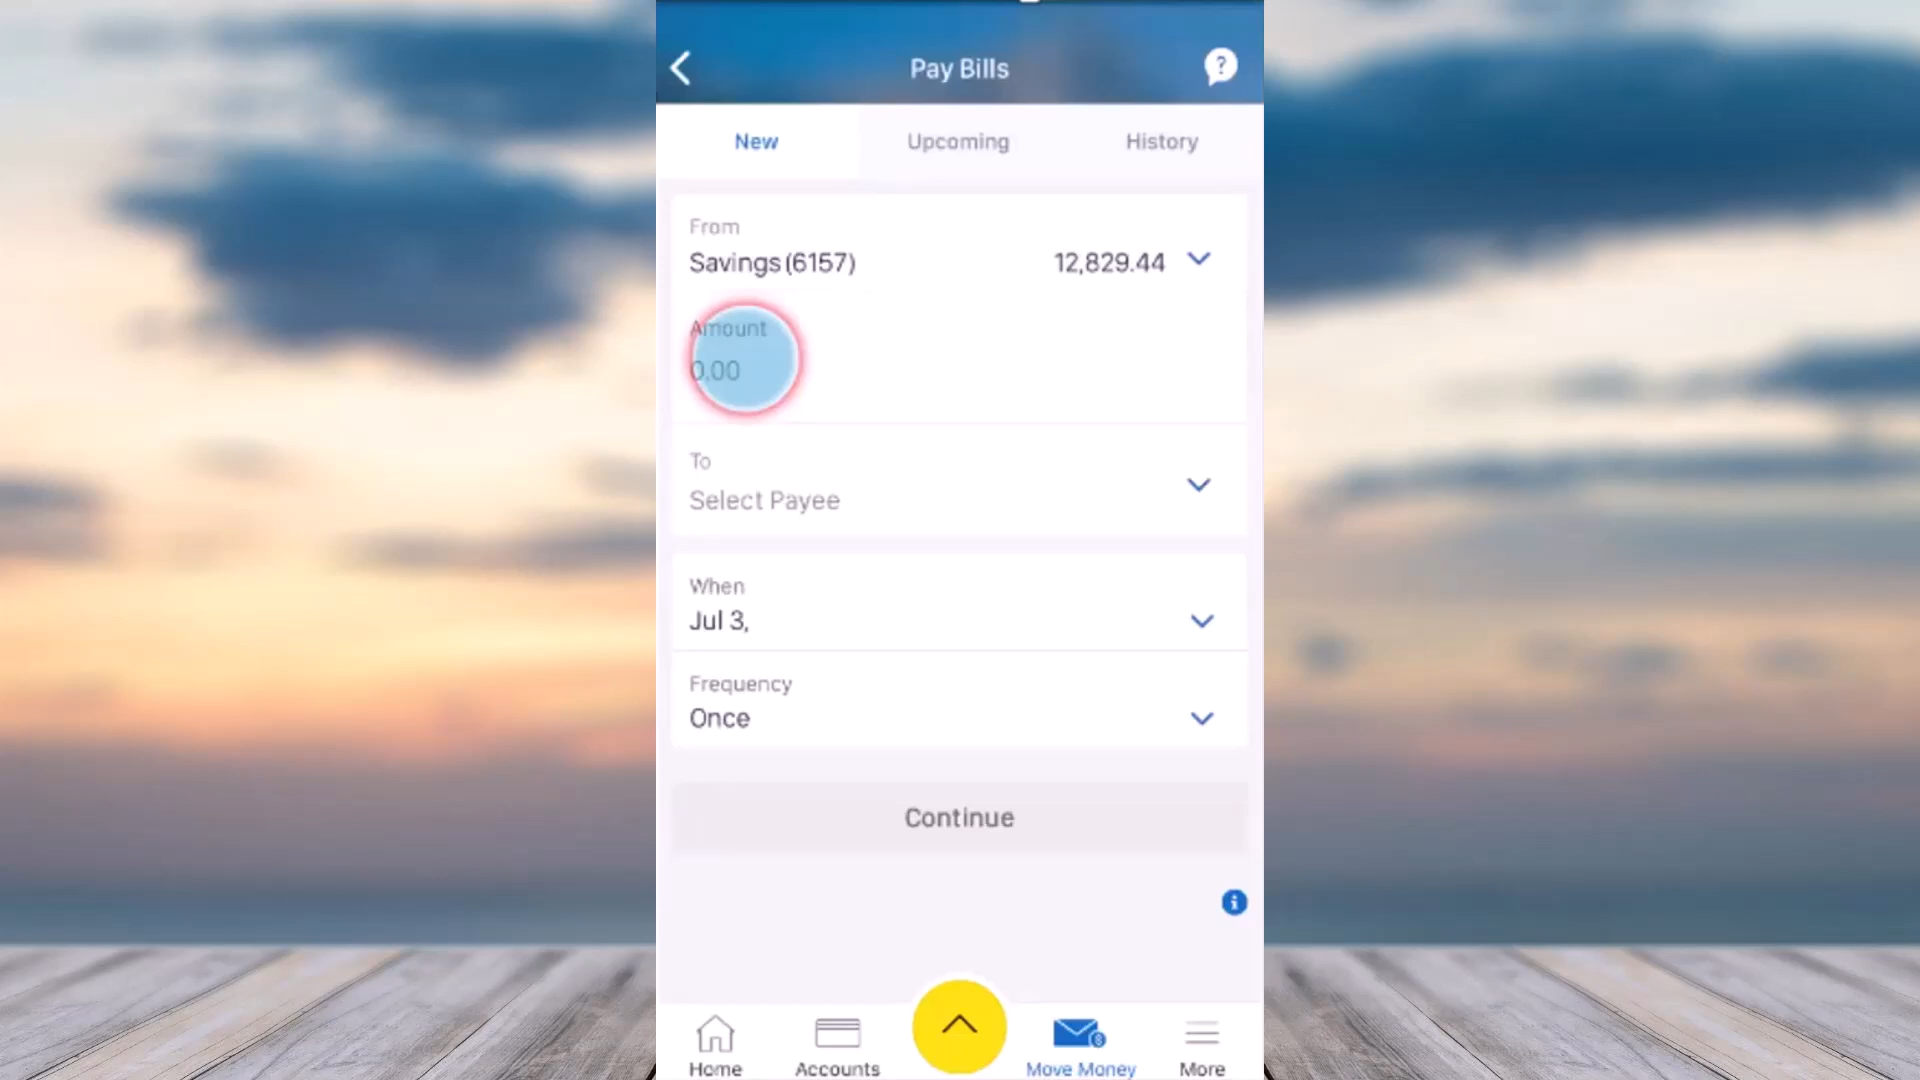 Pay Bills
?
New Upcoming History
From
Savings (6157) 12,829.44
Amount
0.00
To
Select Payee
When
Jul 3,
Frequency
Once
Continue
i
Home Accounts Move Money More